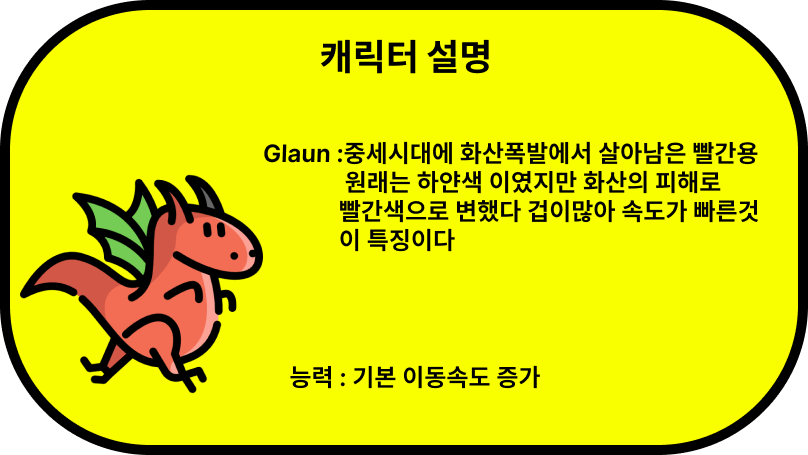 캐릭터 설명
Glaun :중세시대에 화산폭발에서 살아남은 빨간용
원래는 하얀색 이였지만 화산의 피해로
빨간색으로 변했다 겁이많아 속도가 빠른것
이 특징이다
능력 : 기본 이동속도 증가